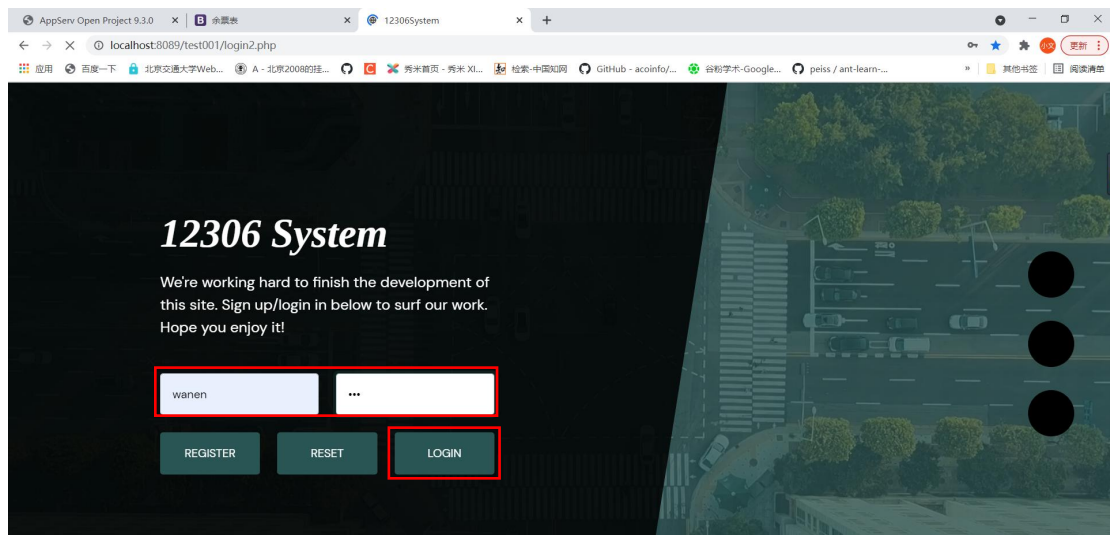 AppServ Open Project 9.3.0
余票表
12306System
localhost:8089/test001/login2.php
小文
更新
应用
百度一下
北京交通大学Web...
A - 北京2008的挂...
秀米首页 - 秀米 XI...
检索-中国知网
GitHub - acoinfo/...
谷粉学术-Google...
peiss / ant-learn-...
»
其他书签
阅读清单
12306 System
We're working hard to finish the development of
this site. Sign up/login in below to surf our work.
Hope you enjoy it!
wanen
•••
REGISTER
RESET
LOGIN